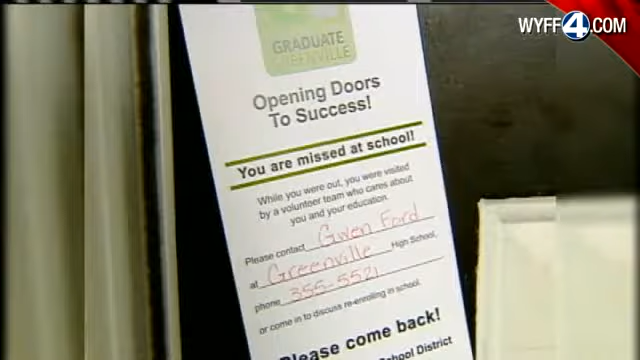 WYFF4.COM
GRADUATE
GREENVILLE
Opening Doors
To Success!
You are missed at school!
While you were out, you were visited
by a volunteer team who cares about
you and your education.
Please contact Gwen Ford
at Greenville High School,
phone 355-5521
or come in to discuss re-enrolling in school.
Please come back!
School District